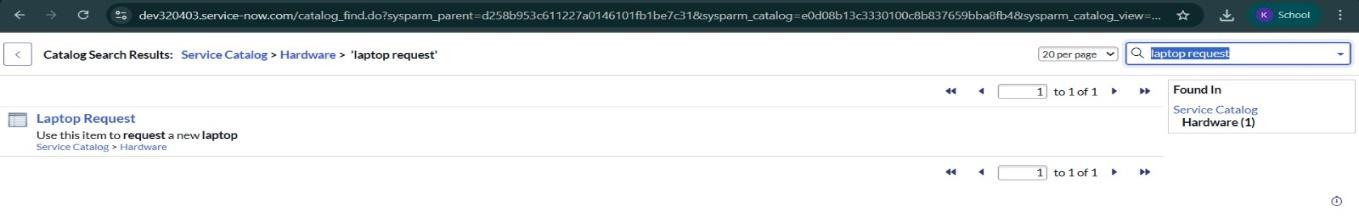 dev320403.service-now.com/catalog_find.do?sysparm_parent=d258b953c611227a0146101fb1be7c31&sysparm_catalog=e0d08b13c3330100c8b837659bba8fb4&sysparm_catalog_view=...
K School
Catalog Search Results: Service Catalog > Hardware > 'laptop request'
20 per page
laptop request
1 to 1 of 1
Found In
Service Catalog
Hardware (1)
Laptop Request
Use this item to request a new laptop
Service Catalog > Hardware
1 to 1 of 1